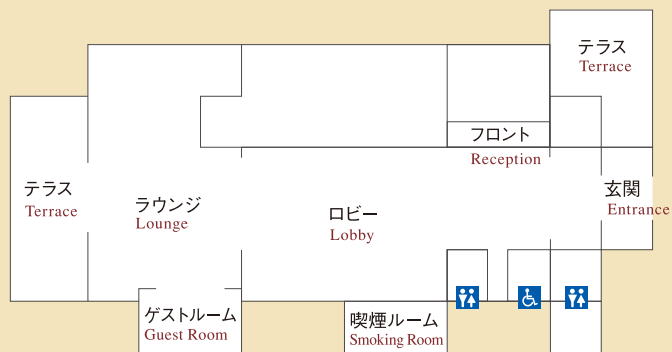 テラス
Terrace
フロント
Reception
テラス
Terrace
ラウンジ
Lounge
ロビー
Lobby
玄関
Entrance
ゲストルーム
Guest Room
喫煙ルーム
Smoking Room